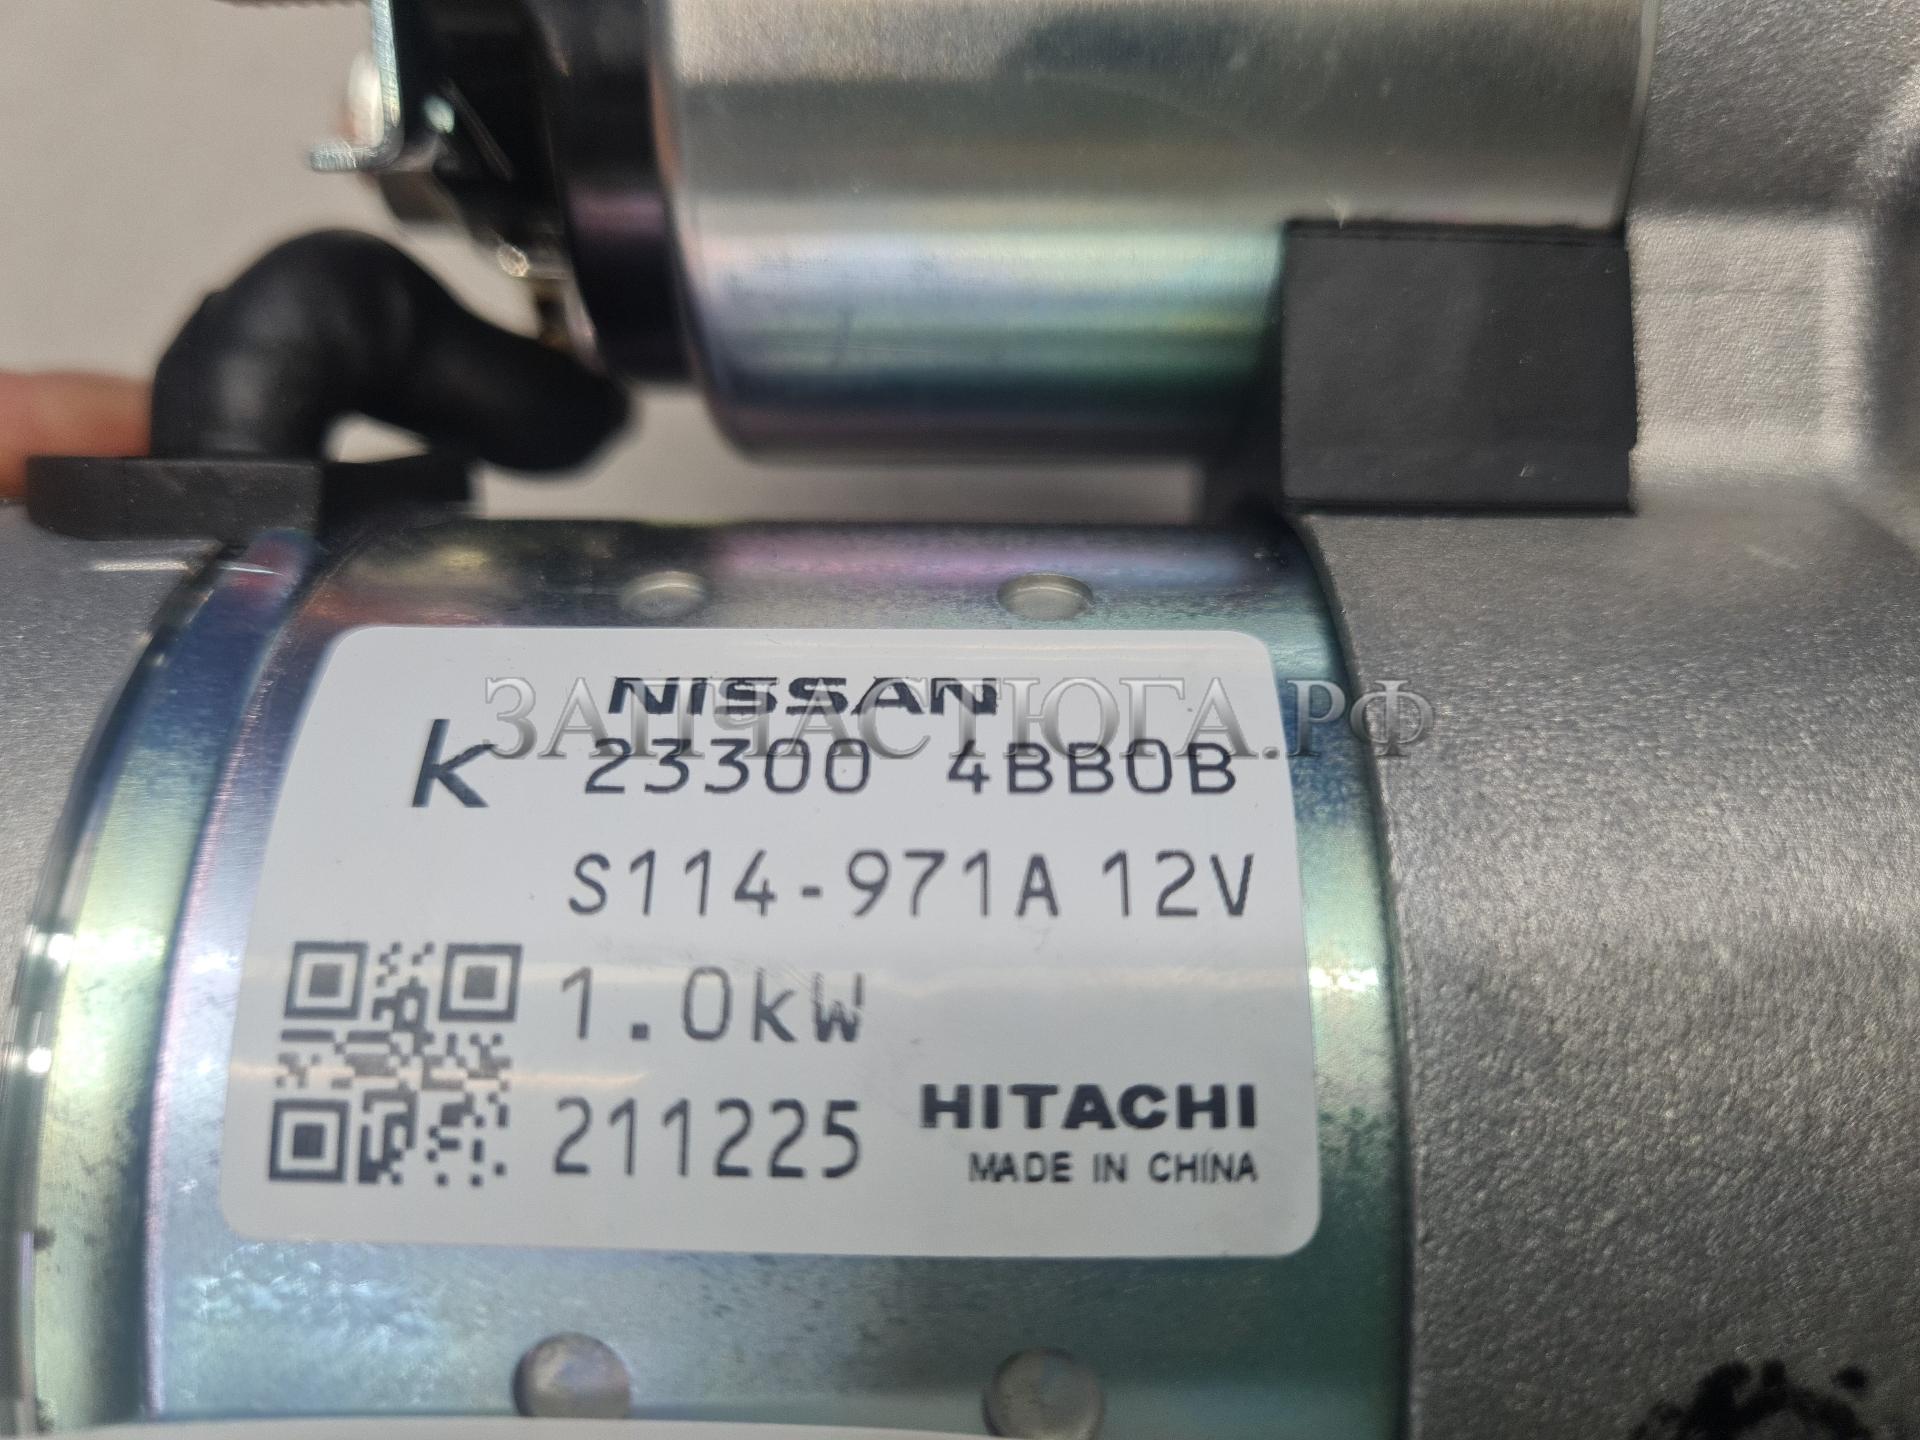 NISSAN
ЗАПЧАСТЮГА.РФ
K 23300 4BB0B
S114-971A 12V
1.0kW
211225 HITACHI
MADE IN CHINA